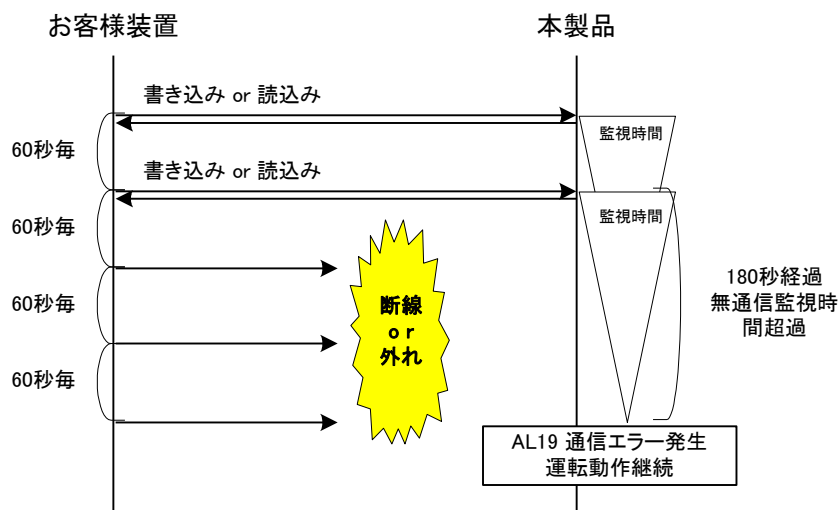 お客様装置
本製品
書き込み or 読込み
監視時間
60秒毎
書き込み or 読込み
監視時間
60秒毎
60秒毎
60秒毎
断線
or
外れ
180秒経過
無通信監視時
間超過
AL19 通信エラー発生
運転動作継続